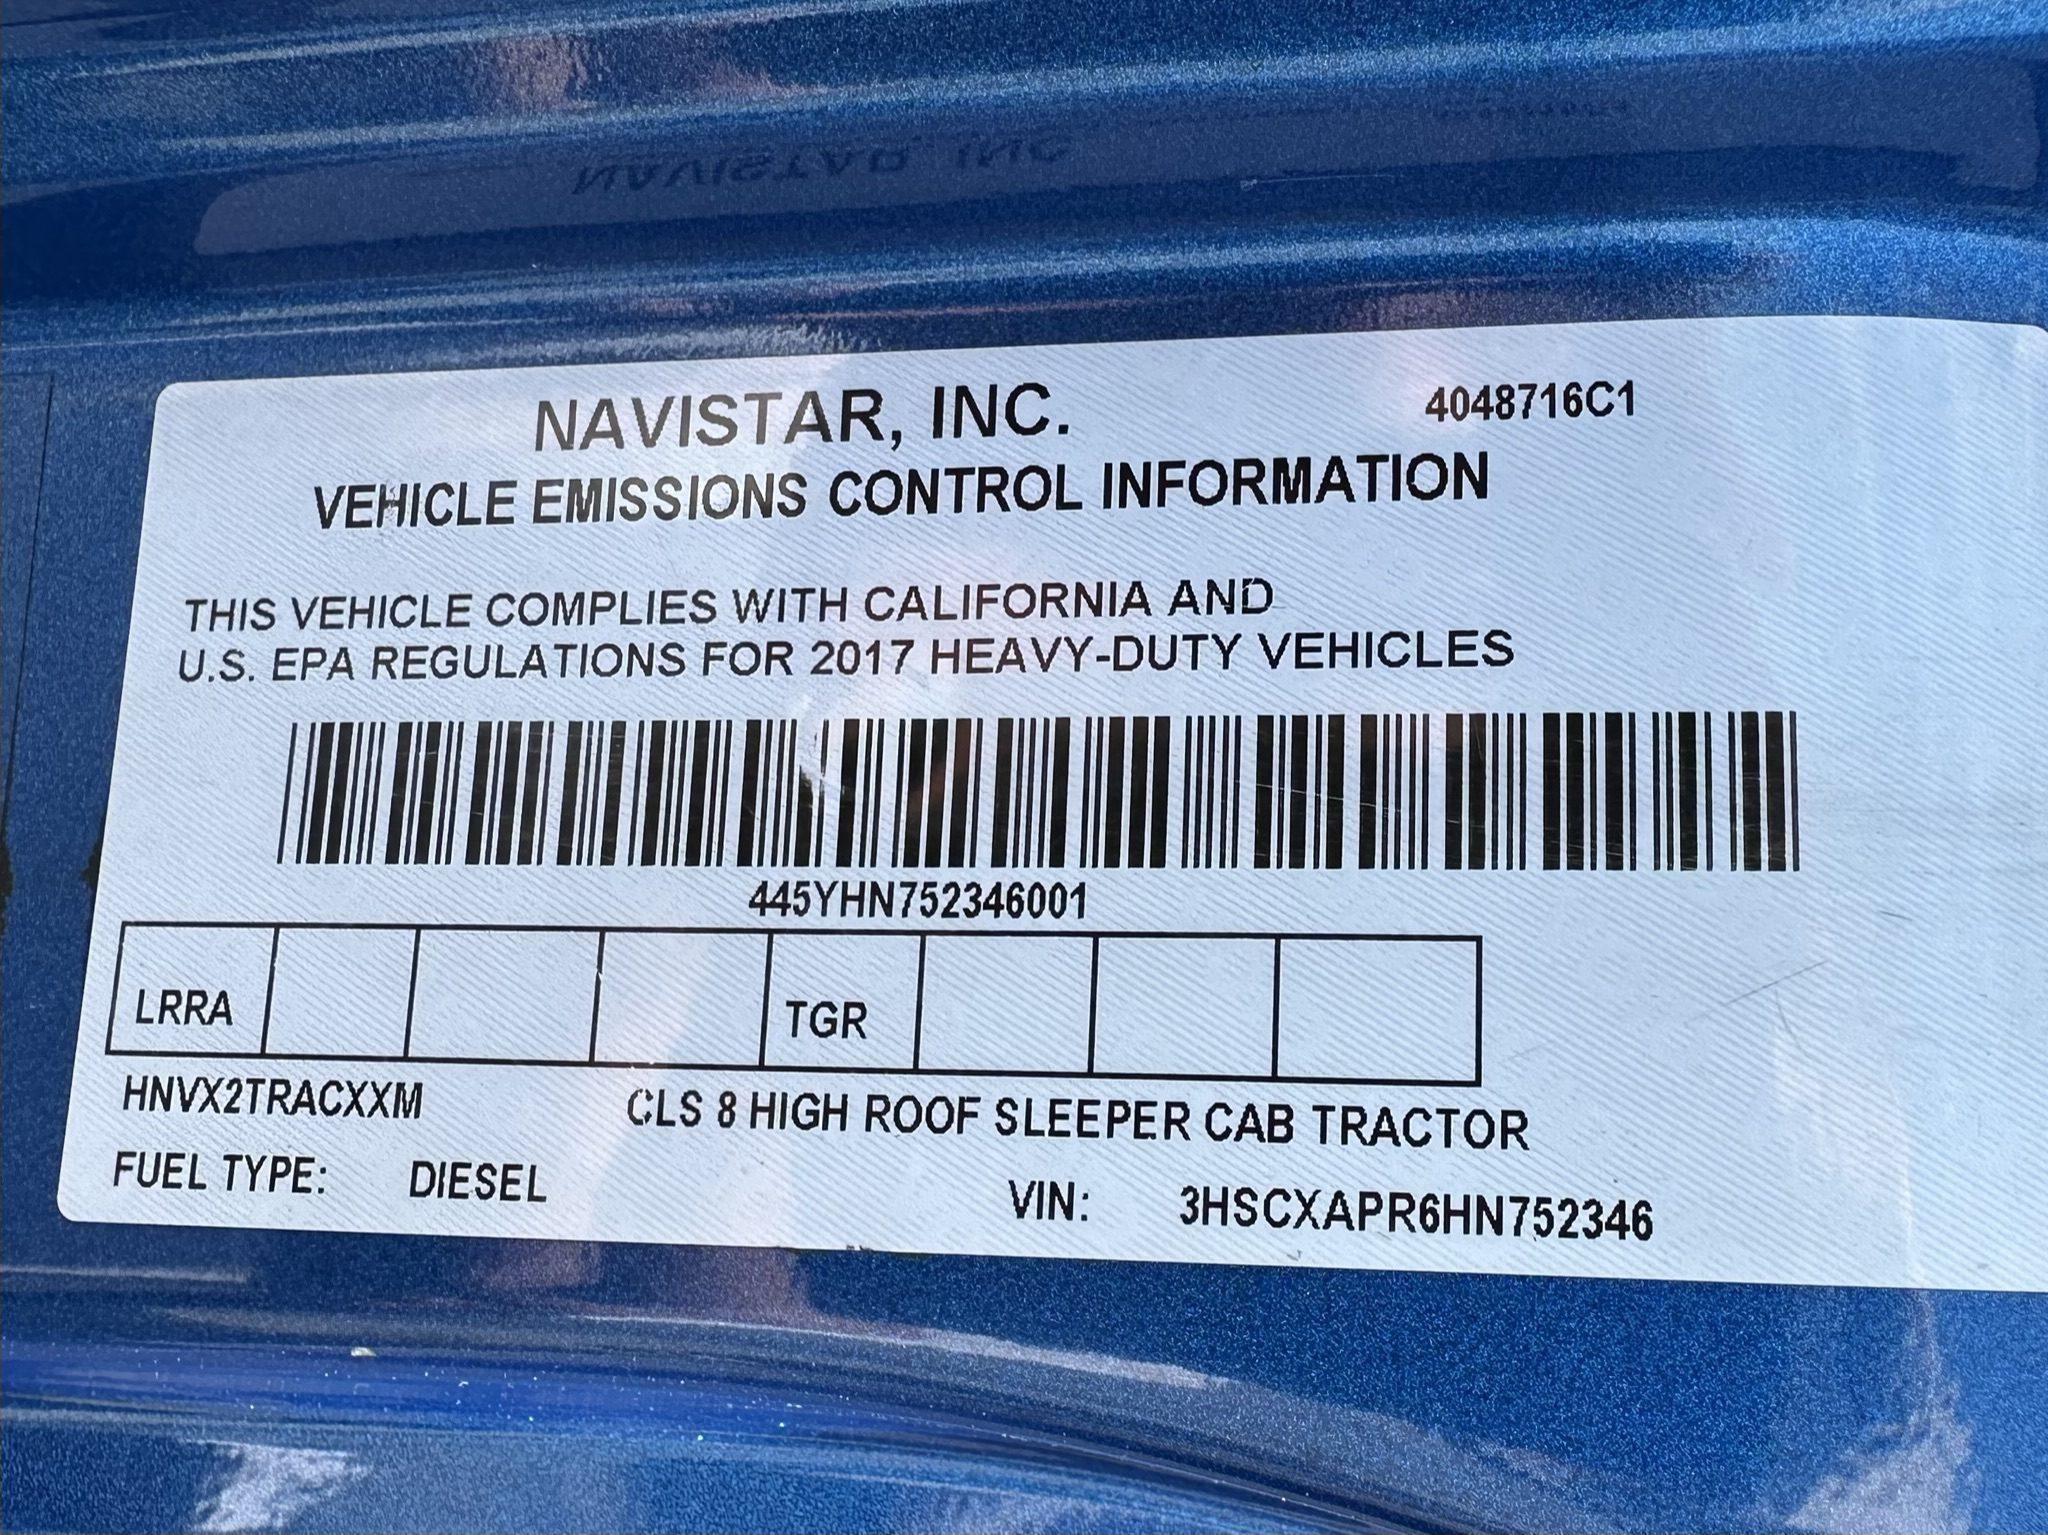 NAVISTAR, INC.
4048716C1
VEHICLE EMISSIONS CONTROL INFORMATION
THIS VEHICLE COMPLIES WITH CALIFORNIA AND
U.S. EPA REGULATIONS FOR 2017 HEAVY-DUTY VEHICLES
445YHN752346001
LRRA TGR
HNVX2TRACXXM CLS 8 HIGH ROOF SLEEPER CAB TRACTOR
FUEL TYPE: DIESEL VIN: 3HSCXAPR6HN752346